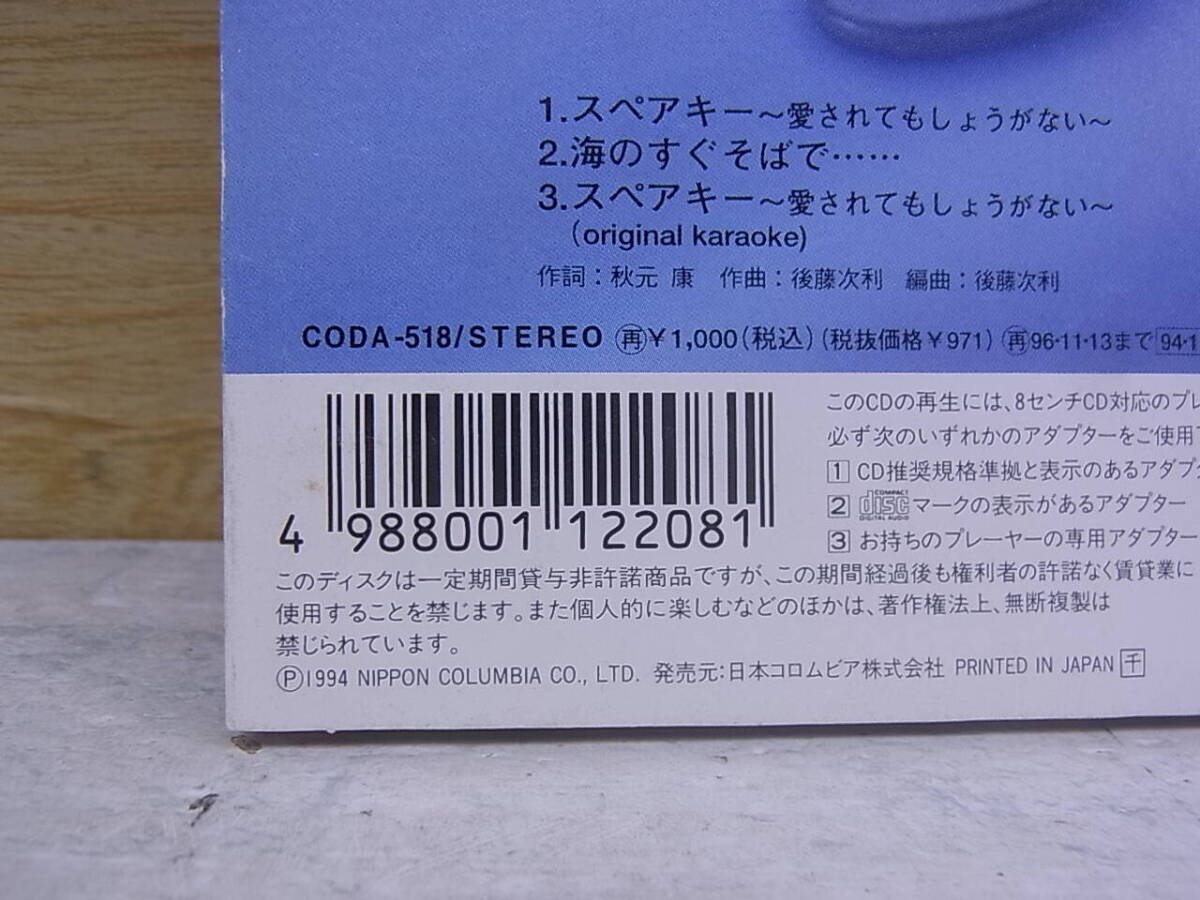 1.スペアキー～愛されてもしょうがない～
2.海のすぐそばで……
3.スペアキー～愛されてもしょうがない～
(original karaoke)
作詞：秋元 康 作曲：後藤次利 編曲：後藤次利
CODA-518/STEREO 再¥1,000(税込)(税抜価格¥971) 再96・11・13まで 94・1
このCDの再生には、8センチCD対応のプレ
必ず次のいずれかのアダプターをご使用
1 CD推奨規格準拠と表示のあるアダプ
2 COMPACT disc DIGITAL AUDIO マークの表示があるアダプター
3 お持ちのプレーヤーの専用アダプター
4 988001 122081
このディスクは一定期間貸与非許諾商品ですが、この期間経過後も権利者の許諾なく賃貸業に
使用することを禁じます。また個人的に楽しむなどのほかは、著作権法上、無断複製は
禁じられています。
Ⓟ1994 NIPPON COLUMBIA CO., LTD. 発売元:日本コロムビア株式会社 PRINTED IN JAPAN 千